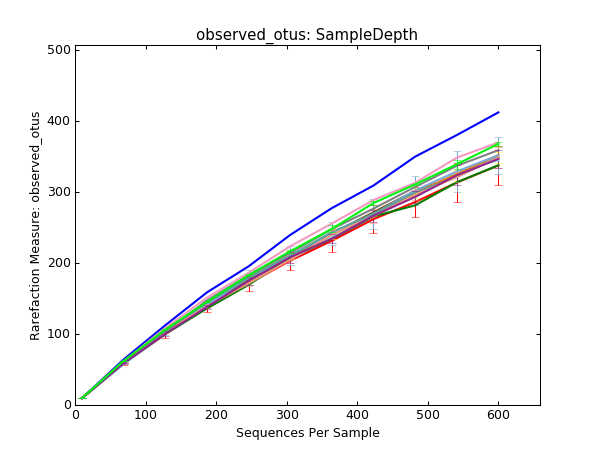 observed_otus: SampleDepth
500
400
300
200
100
0
Rarefaction Measure: observed_otus
0 100 200 300 400 500 600
Sequences Per Sample